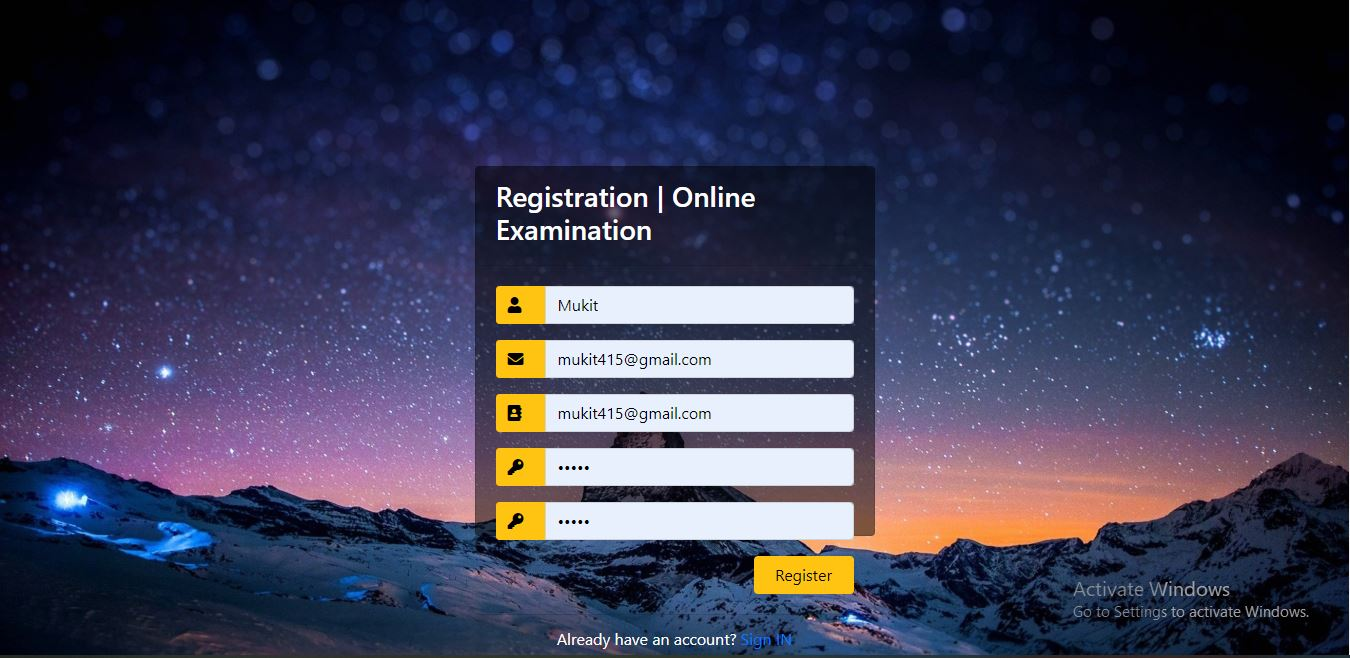 Registration | Online
Examination
Mukit
mukit415@gmail.com
mukit415@gmail.com
•••••
•••••
Register
Activate Windows
Go to Settings to activate Windows.
Already have an account? Sign IN